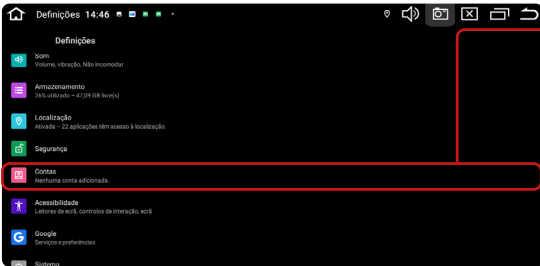 Definições 14:46
Definições
Som
Volume, vibração, Não incomodar
Armazenamento
26% utilizado – 47,09 GB livre(s)
Localização
Ativada – 22 aplicações têm acesso à localização.
Segurança
Contas
Nenhuma conta adicionada.
Acessibilidade
Leitores de ecrã, controlos de interação, ecrã
Google
Serviços e preferências
Sistema